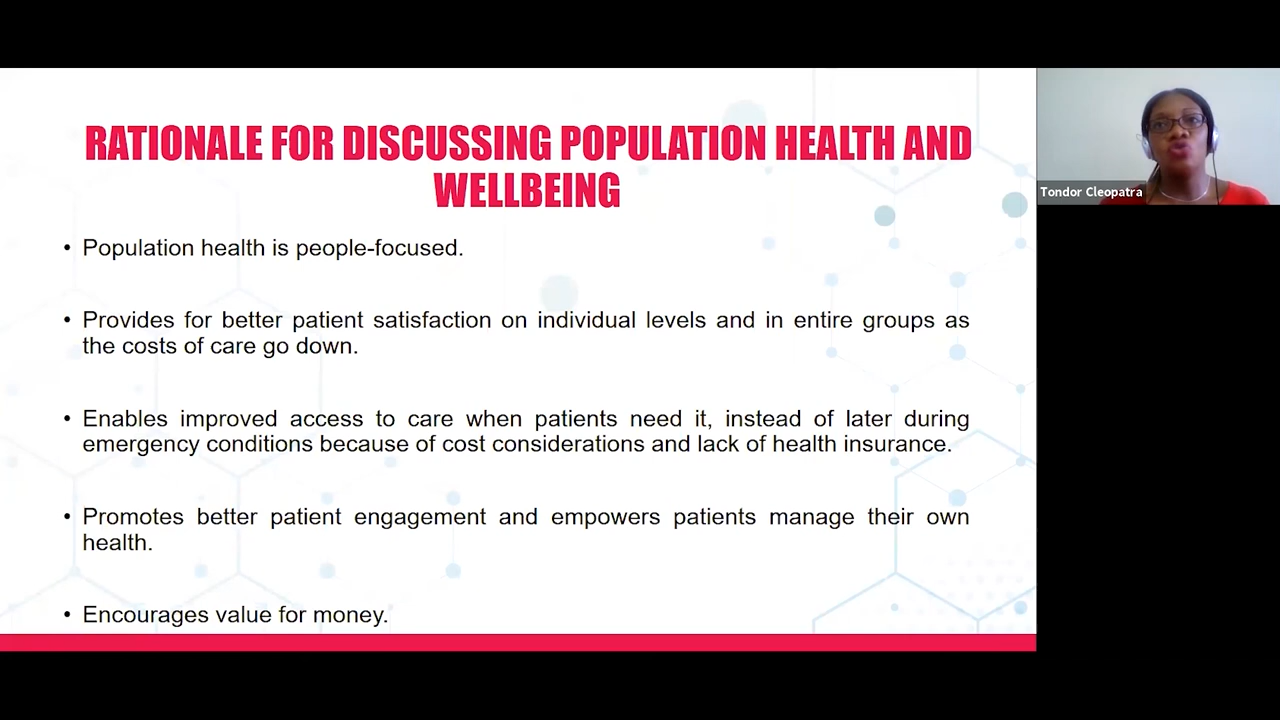 RATIONALE FOR DISCUSSING POPULATION HEALTH AND
WELLBEING
• Population health is people-focused.
• Provides for better patient satisfaction on individual levels and in entire groups as
the costs of care go down.
• Enables improved access to care when patients need it, instead of later during
emergency conditions because of cost considerations and lack of health insurance.
• Promotes better patient engagement and empowers patients manage their own
health.
• Encourages value for money.
Tondor Cleopatra